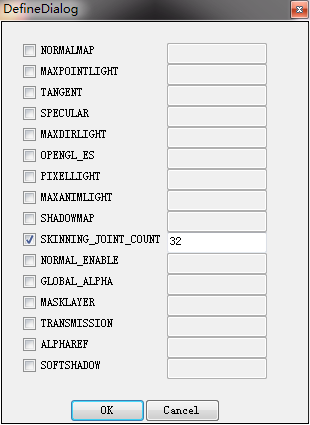 DefineDialog
NORMALMAP
MAXPOINTLIGHT
TANGENT
SPECULAR
MAXDIRLIGHT
OPENGL_ES
PIXELLIGHT
MAXANIMLIGHT
SHADOWMAP
SKINNING_JOINT_COUNT 32
NORMAL_ENABLE
GLOBAL_ALPHA
MASKLAYER
TRANSMISSION
ALPHAREF
SOFTSHADOW
OK Cancel